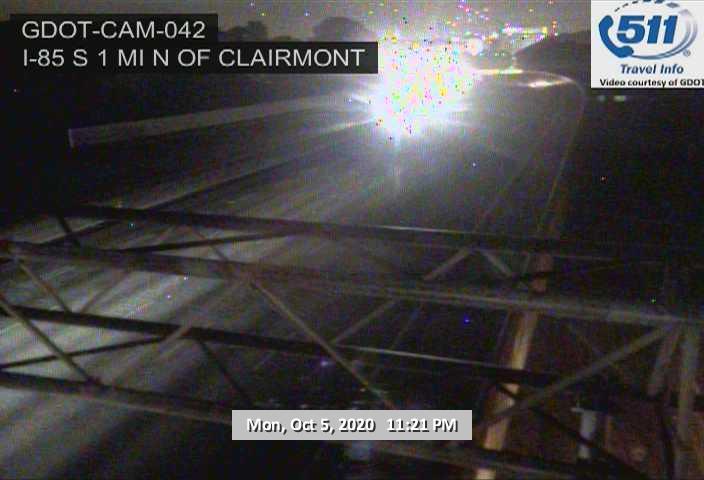 GDOT-CAM-042
I-85 S 1 MI N OF CLAIRMONT
511
Travel Info
Video courtesy of GDOT
Mon, Oct 5, 2020 11:21 PM